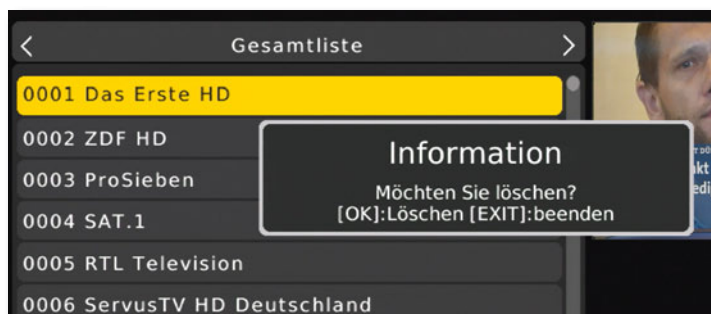 Gesamtliste
0001 Das Erste HD
0002 ZDF HD
0003 ProSieben
0004 SAT.1
0005 RTL Television
0006 ServusTV HD Deutschland
Information
Möchten Sie löschen?
[OK]:Löschen [EXIT]:beenden